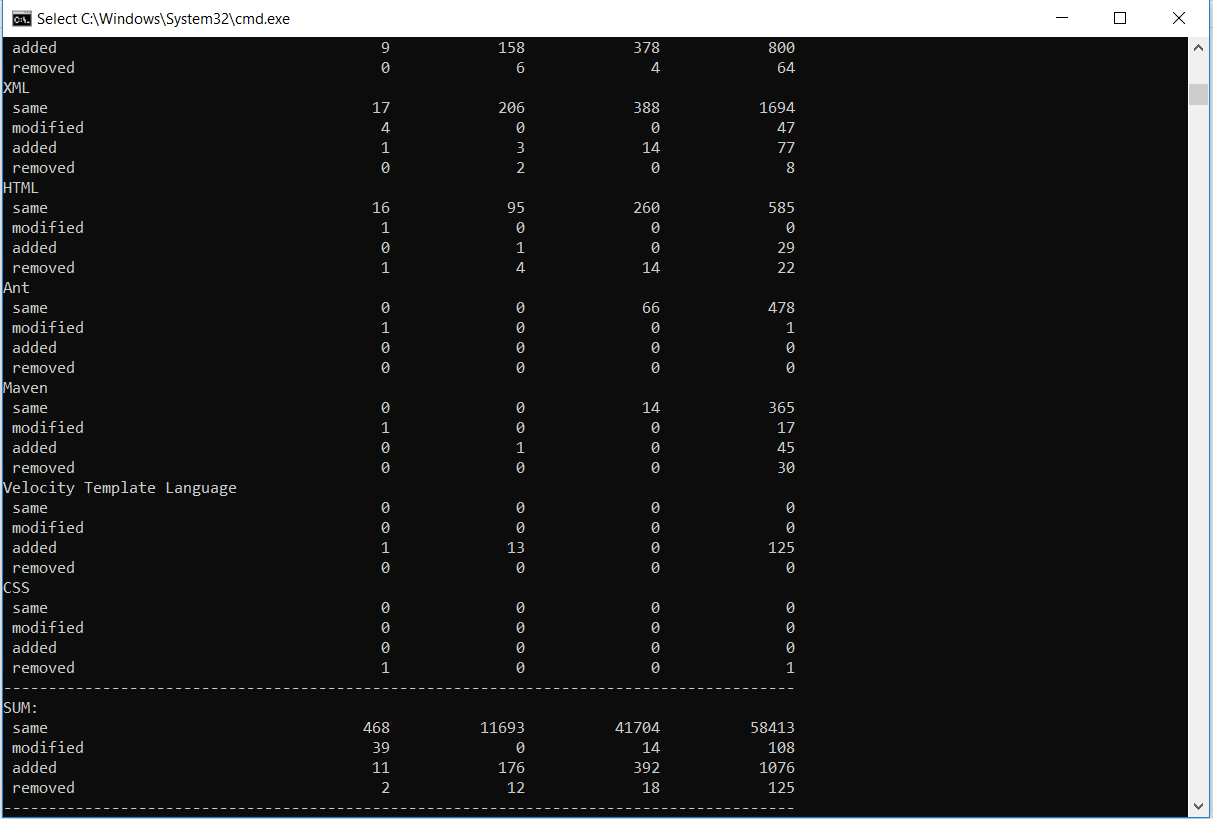 Select C:\Windows\System32\cmd.exe
added 9 158 378 800
removed 0 6 4 64
XML
same 17 206 388 1694
modified 4 0 0 47
added 1 3 14 77
removed 0 2 0 8
HTML
same 16 95 260 585
modified 1 0 0 0
added 0 1 0 29
removed 1 4 14 22
Ant
same 0 0 66 478
modified 1 0 0 1
added 0 0 0 0
removed 0 0 0 0
Maven
same 0 0 14 365
modified 1 0 0 17
added 0 1 0 45
removed 0 0 0 30
Velocity Template Language
same 0 0 0 0
modified 0 0 0 0
added 1 13 0 125
removed 0 0 0 0
CSS
same 0 0 0 0
modified 0 0 0 0
added 0 0 0 0
removed 1 0 0 1
----------------------------------------------------------------------------------------
SUM:
same 468 11693 41704 58413
modified 39 0 14 108
added 11 176 392 1076
removed 2 12 18 125
----------------------------------------------------------------------------------------